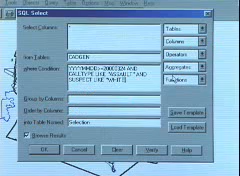 SQL Select
Select Columns:
Tables
Columns
Operators
from Tables: CADGEN
Aggregates
where Condition: YYYYMMDD>=20000324 AND
CALLTYPE LIKE "ASSAULT" AND
SUSPECT LIKE "WHITE
Functions
Group by Columns:
Order by Columns:
into Table Named: Selection
Save Template
Load Template
Browse Results
OK
Cancel
Clear
Verify
Help